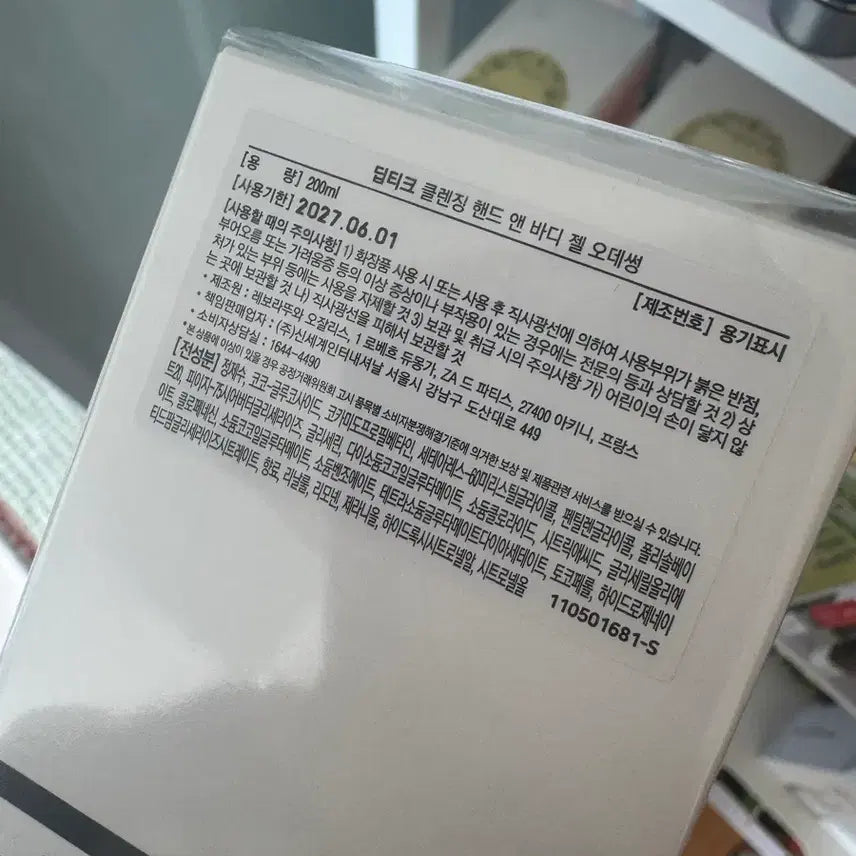 딥티크 클렌징 핸드 앤 바디 젤 오데썽
[용 량] 200ml
[제조번호] 용기표시
[사용기한] 2027.06.01
[사용할 때의 주의사항] 1) 화장품 사용 시 또는 사용 후 직사광선에 의하여 사용부위가 붉은 반점,
부어오름 또는 가려움증 등의 이상 증상이나 부작용이 있는 경우에는 전문의 등과 상담할 것 2) 상
처가 있는 부위 등에는 사용을 자제할 것 3) 보관 및 취급 시의 주의사항 가) 어린이의 손이 닿지 않
는 곳에 보관할 것 나) 직사광선을 피해서 보관할 것
• 제조원 : 레브라두와 오잘리스, 1 로베흐 듀동가, ZA 드 파티스, 27400 아키니, 프랑스
• 책임판매업자 : (주)신세계인터내셔날 서울시 강남구 도산대로 449
• 소비자상담실 : 1644-4490
*본 상품에 이상이 있을 경우 공정거래위원회 고시 품목별 소비자분쟁해결기준에 의거한 보상 및 제품관련 서비스를 받으실 수 있습니다.
[전성분] 정제수, 코코-글루코사이드, 코카미도프로필베타인, 세테아레스-60미리스틸글라이콜, 펜틸렌글라이콜, 폴리솔베이
트20, 피이지-75시어버터글리세라이즈, 글리세린, 다이소듐코코일글루타메이트, 소듐클로라이드, 시트릭애씨드, 글리세릴올리에
이트, 클로페네신, 소듐코코일글루타메이트, 소듐벤조에이트, 테트라소듐글루타메이트다이아세테이트, 토코페롤, 하이드로제네이
티드팜글리세라이즈시트레이트, 향료, 리날룰, 리모넨, 제라니올, 하이드록시시트로넬알, 시트로넬올
110501681-S